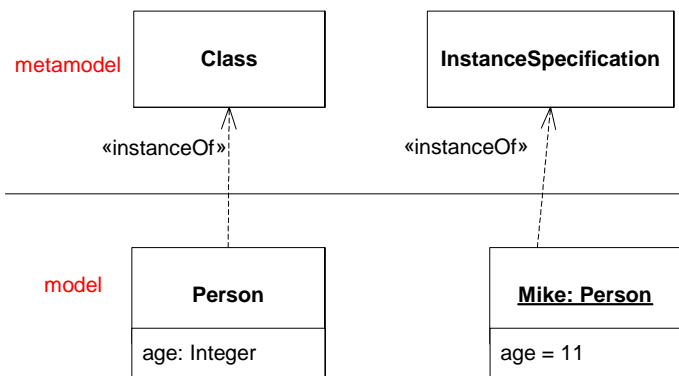 metamodel
Class
InstanceSpecification
«instanceOf»
«instanceOf»
model
Person
Mike: Person
age: Integer
age = 11